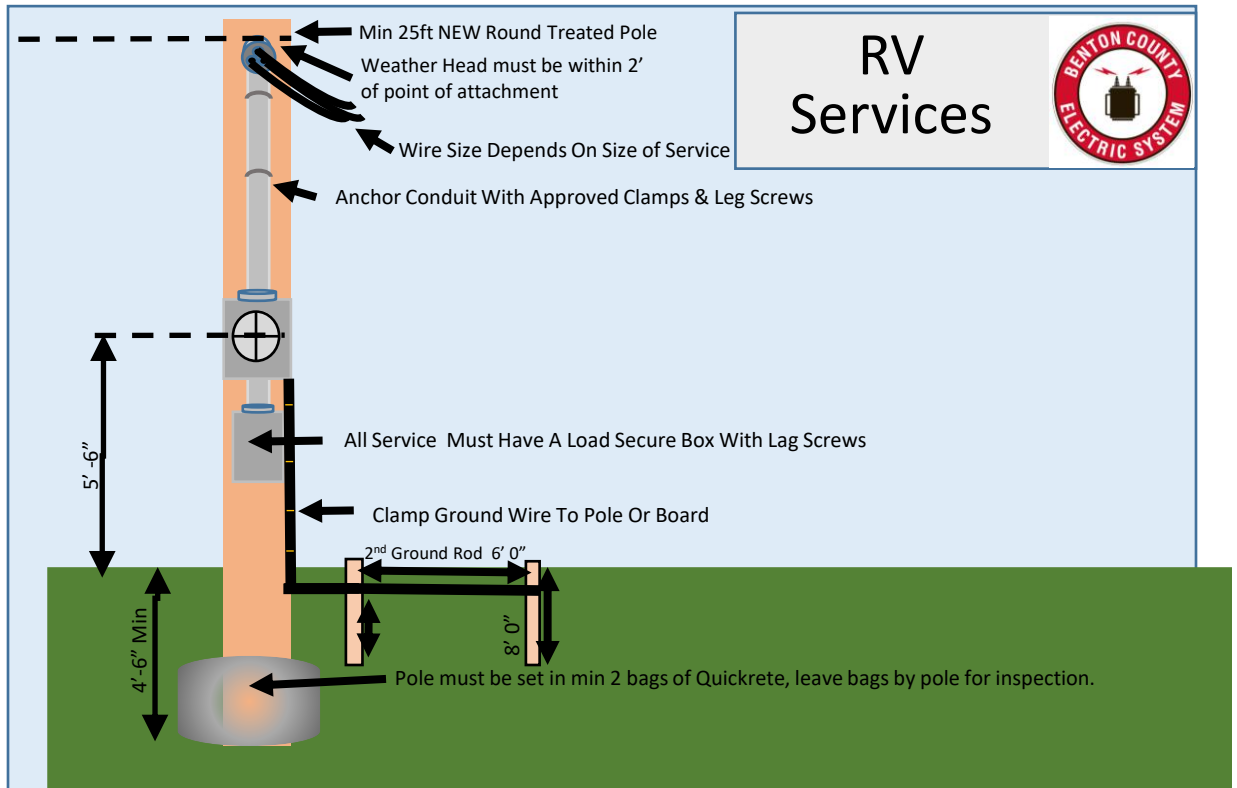 Min 25ft NEW Round Treated Pole
Weather Head must be within 2’
of point of attachment
Wire Size Depends On Size of Service
Anchor Conduit With Approved Clamps & Leg Screws
RV
Services
BENTON COUNTY
ELECTRIC SYSTEM
5’ -6”
All Service Must Have A Load Secure Box With Lag Screws
Clamp Ground Wire To Pole Or Board
2nd Ground Rod 6’ 0”
4’-6” Min
8’ 0”
Pole must be set in min 2 bags of Quickrete, leave bags by pole for inspection.